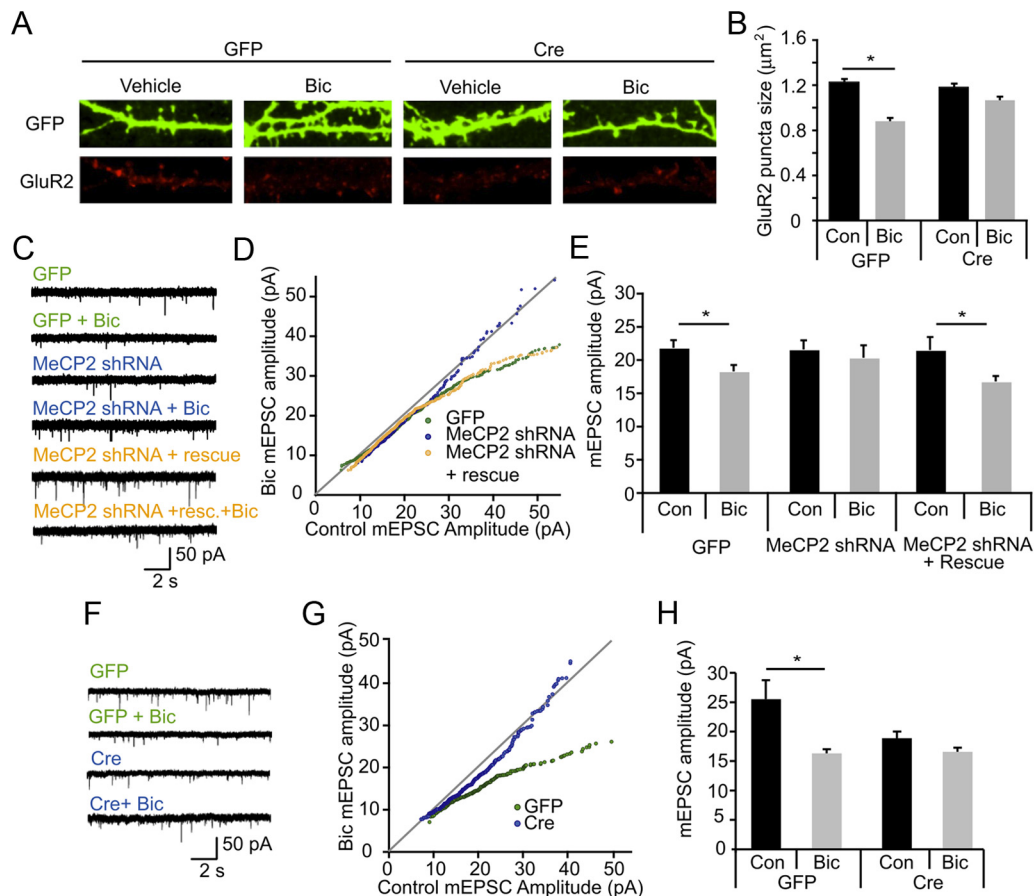 A
GFP
Cre
Vehicle
Bic
Vehicle
Bic
GFP
GluR2
B
GluR2 puncta size (μm²)
1.6
1.2
0.8
0.4
0
*
Con
Bic
Con
Bic
GFP
Cre
C
GFP
GFP + Bic
MeCP2 shRNA
MeCP2 shRNA + Bic
MeCP2 shRNA + rescue
MeCP2 shRNA +resc.+Bic
50 pA
2 s
D
Bic mEPSC amplitude (pA)
50
40
30
20
10
0
0
10
20
30
40
50
Control mEPSC Amplitude (pA)
GFP
MeCP2 shRNA
MeCP2 shRNA
+ rescue
E
mEPSC amplitude (pA)
30
25
20
15
10
5
0
*
*
Con
Bic
Con
Bic
Con
Bic
GFP
MeCP2 shRNA
MeCP2 shRNA
+ Rescue
F
GFP
GFP + Bic
Cre
Cre+ Bic
50 pA
2 s
G
Bic mEPSC amplitude (pA)
50
40
30
20
10
0
0
10
20
30
40
50
Control mEPSC Amplitude (pA)
GFP
Cre
H
mEPSC amplitude (pA)
30
25
20
15
10
5
0
*
Con
Bic
Con
Bic
GFP
Cre